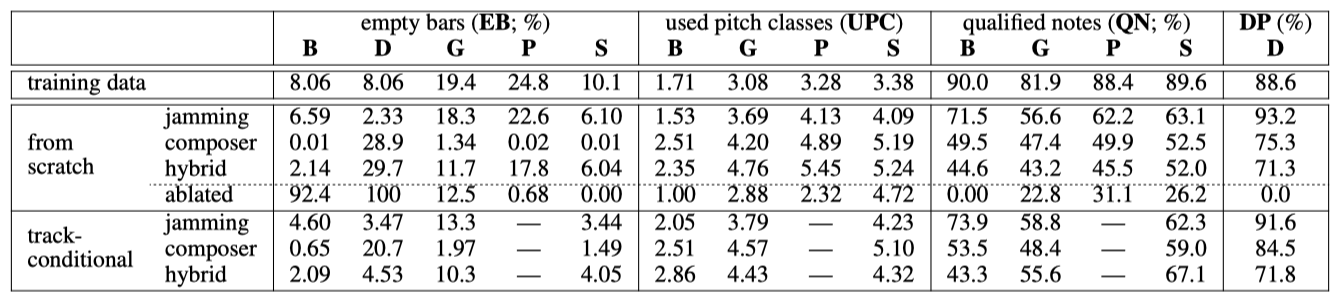 empty bars (EB; %) used pitch classes (UPC) qualified notes (QN; %) DP (%)
B D G P S B G P S B G P S D
training data 8.06 8.06 19.4 24.8 10.1 1.71 3.08 3.28 3.38 90.0 81.9 88.4 89.6 88.6
from scratch jamming 6.59 2.33 18.3 22.6 6.10 1.53 3.69 4.13 4.09 71.5 56.6 62.2 63.1 93.2
composer 0.01 28.9 1.34 0.02 0.01 2.51 4.20 4.89 5.19 49.5 47.4 49.9 52.5 75.3
hybrid 2.14 29.7 11.7 17.8 6.04 2.35 4.76 5.45 5.24 44.6 43.2 45.5 52.0 71.3
ablated 92.4 100 12.5 0.68 0.00 1.00 2.88 2.32 4.72 0.00 22.8 31.1 26.2 0.0
track-conditional jamming 4.60 3.47 13.3 — 3.44 2.05 3.79 — 4.23 73.9 58.8 — 62.3 91.6
composer 0.65 20.7 1.97 — 1.49 2.51 4.57 — 5.10 53.5 48.4 — 59.0 84.5
hybrid 2.09 4.53 10.3 — 4.05 2.86 4.43 — 4.32 43.3 55.6 — 67.1 71.8